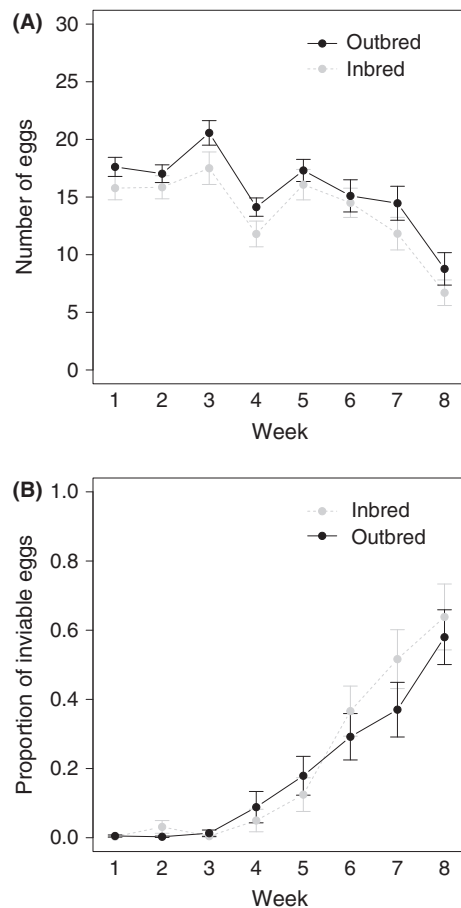 (A)
30
25
20
15
10
5
0
Number of eggs
Outbred
Inbred
1 2 3 4 5 6 7 8
Week
(B)
1.0
0.8
0.6
0.4
0.2
0.0
Proportion of inviable eggs
Inbred
Outbred
1 2 3 4 5 6 7 8
Week